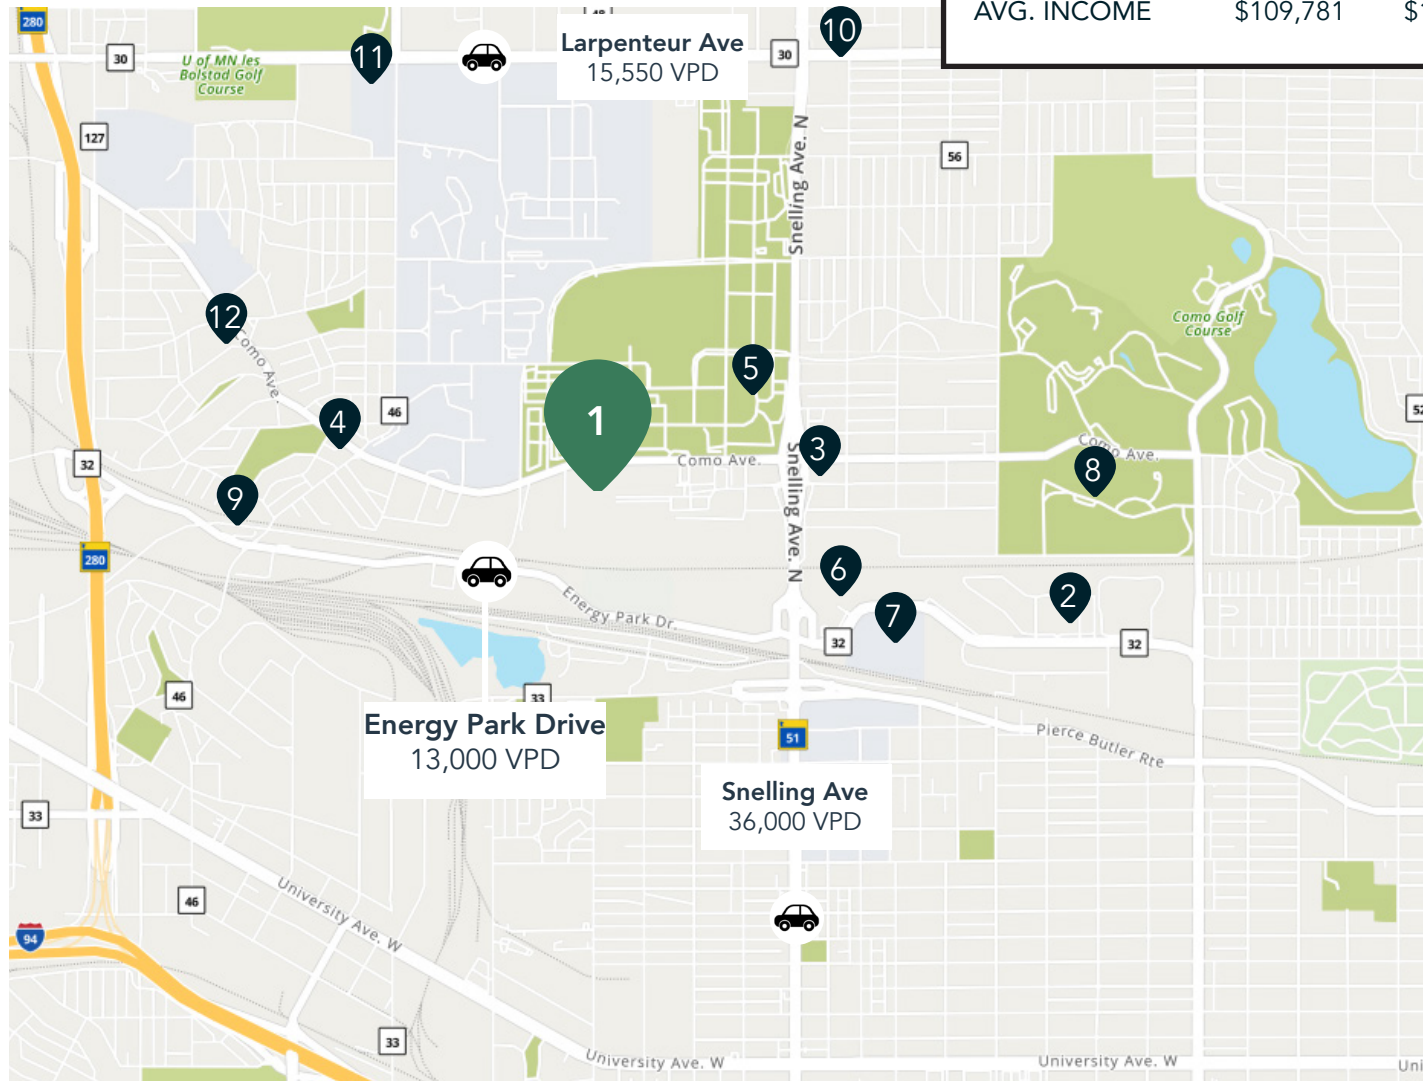 280
AVG. INCOME $109,781
10
30
11
Larpenteur Ave
15,550 VPD
30
U of MN les
Bolstad Golf
Course
127
Snelling Ave. N
56
12
Como Ave.
Como Golf
Course
5
4
46
1
52
3
Como Ave.
Como Ave.
Snelling Ave. N
32
8
9
280
6
Energy Park Dr.
7
2
32
32
46
33
Energy Park Drive
13,000 VPD
51
Pierce Butler Rte
Snelling Ave
36,000 VPD
33
46
University Ave. W
94
33
University Ave. W
University Ave. W